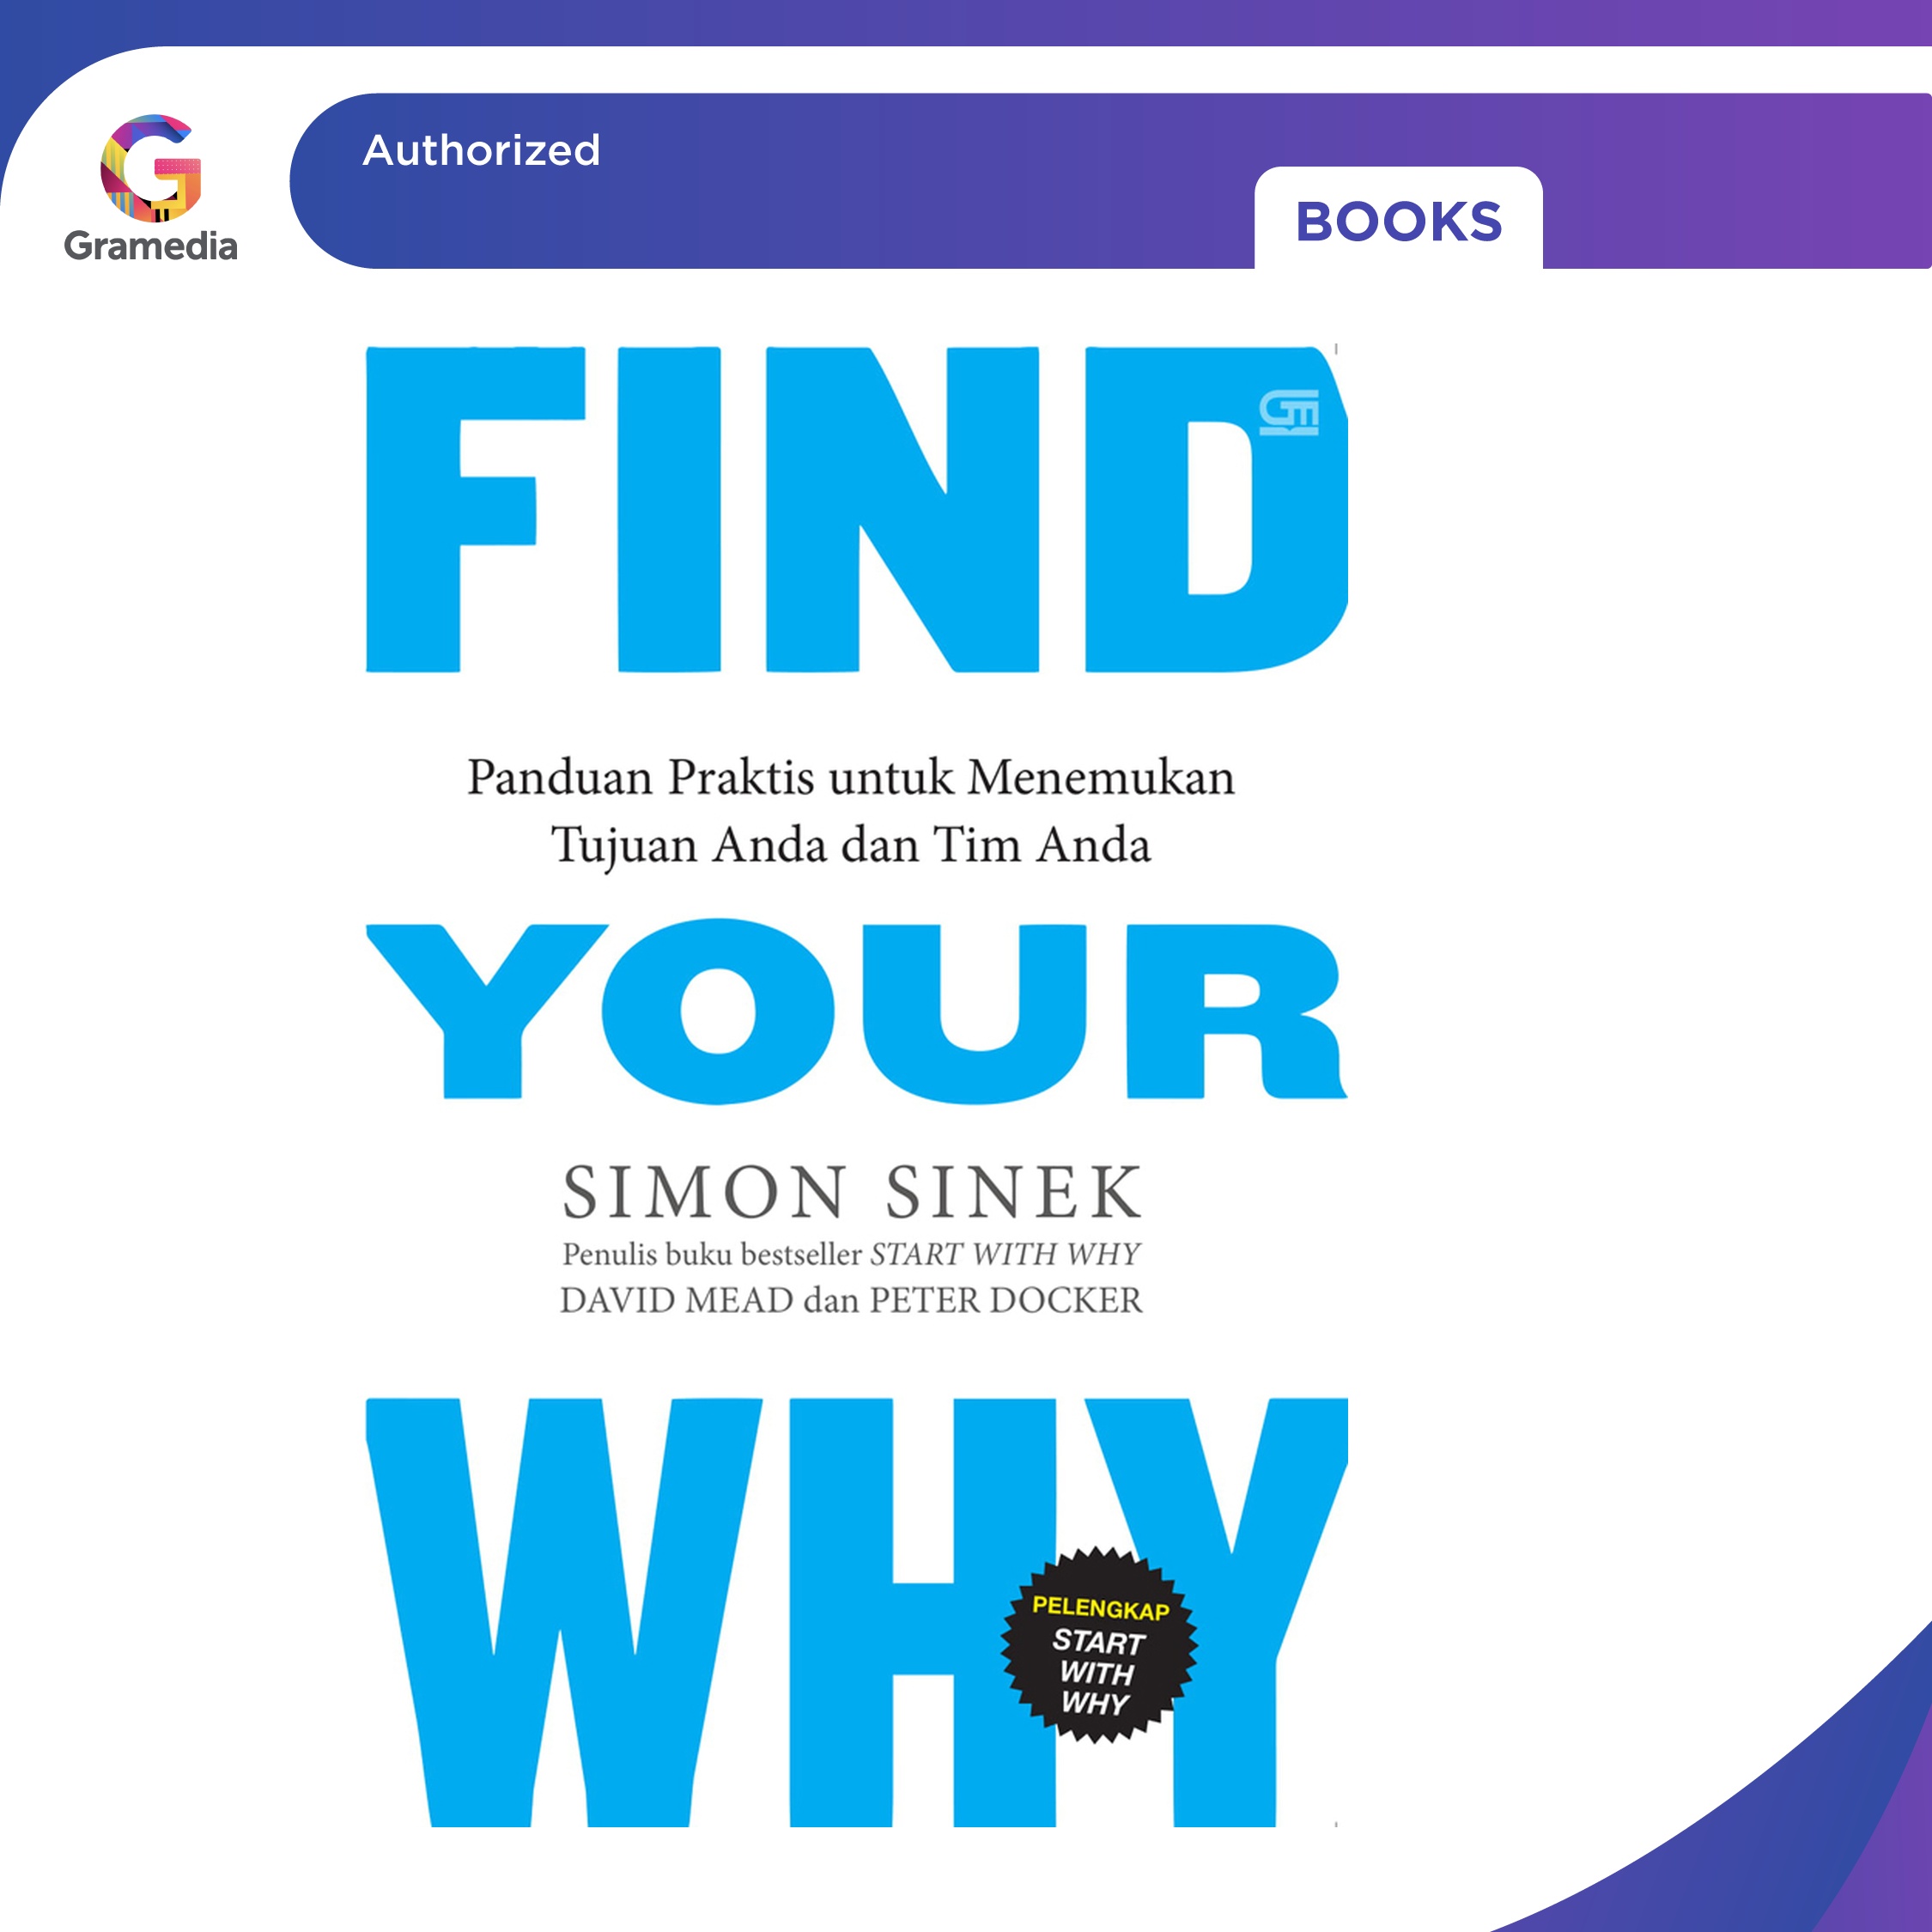 Authorized
Gramedia
BOOKS
FIND
GM
Panduan Praktis untuk Menemukan
Tujuan Anda dan Tim Anda
YOUR
SIMON SINEK
Penulis buku bestseller START WITH WHY
DAVID MEAD dan PETER DOCKER
WHY
PELENGKAP
START
WITH
WHY